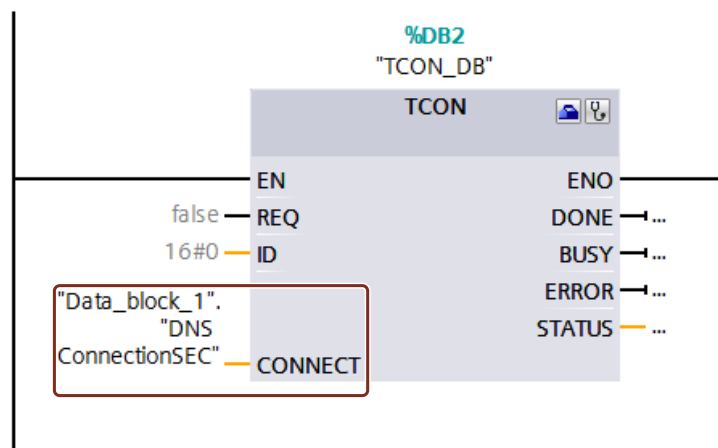 %DB2
"TCON_DB"
TCON
EN
ENO
false
REQ
DONE
...
16#0
ID
BUSY
...
ERROR
...
"Data_block_1".
"DNS
ConnectionSEC"
CONNECT
STATUS
...